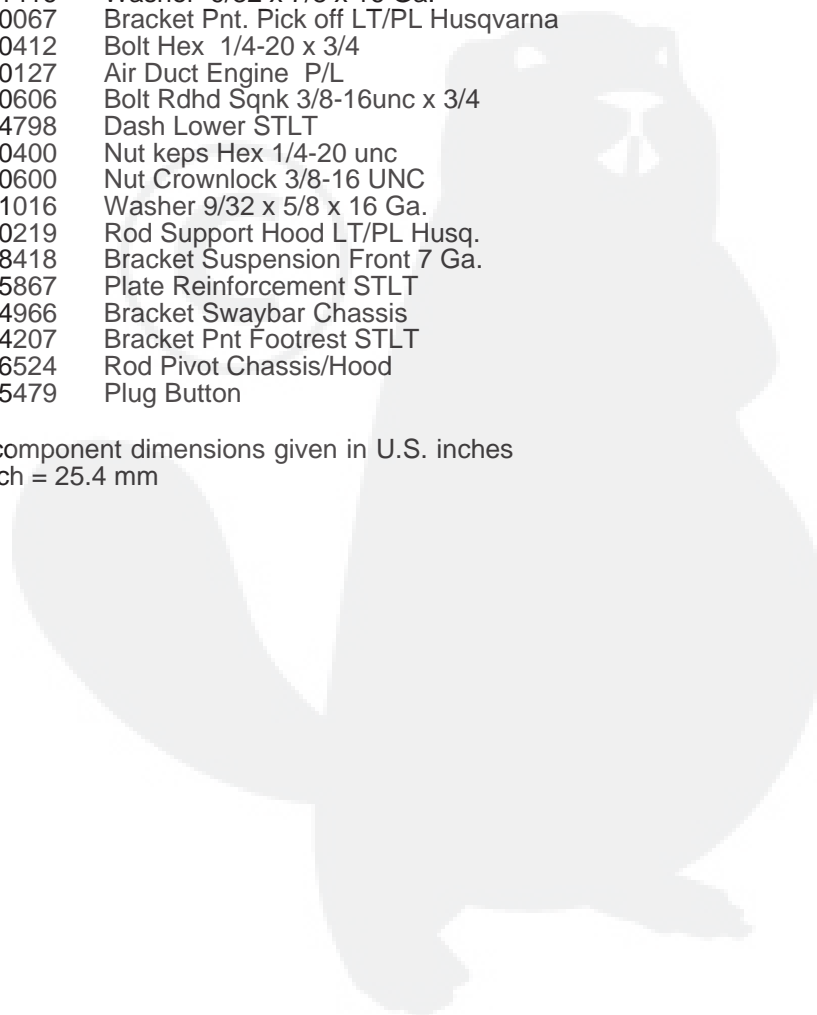 0067 Bracket Pnt. Pick off LT/PL Husqvarna
0412 Bolt Hex 1/4-20 x 3/4
0127 Air Duct Engine P/L
0606 Bolt Rdhd Sqnk 3/8-16unc x 3/4
4798 Dash Lower STLT
0400 Nut keps Hex 1/4-20 unc
0600 Nut Crownlock 3/8-16 UNC
1016 Washer 9/32 x 5/8 x 16 Ga.
0219 Rod Support Hood LT/PL Husq.
8418 Bracket Suspension Front 7 Ga.
5867 Plate Reinforcement STLT
4966 Bracket Swaybar Chassis
4207 Bracket Pnt Footrest STLT
6524 Rod Pivot Chassis/Hood
5479 Plug Button
component dimensions given in U.S. inches
ch = 25.4 mm